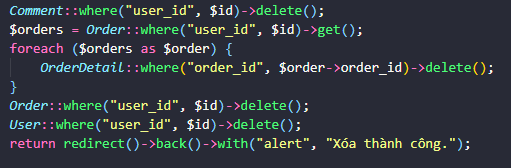 Comment::where("user_id", $id)->delete();
$orders = Order::where("user_id", $id)->get();
foreach ($orders as $order) {
    OrderDetail::where("order_id", $order->order_id)->delete();
}
Order::where("user_id", $id)->delete();
User::where("user_id", $id)->delete();
return redirect()->back()->with("alert", "Xóa thành công.");